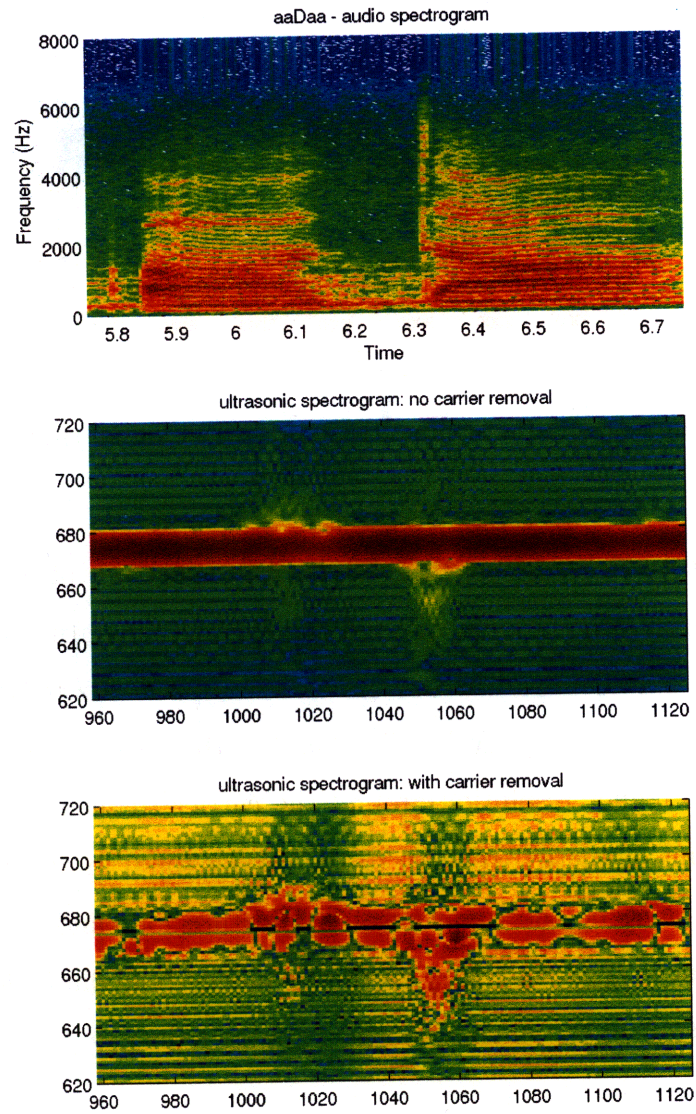 aaDaa - audio spectrogram
8000
6000
4000
2000
0
Frequency (Hz)
5.8 5.9 6 6.1 6.2 6.3 6.4 6.5 6.6 6.7
Time
ultrasonic spectrogram: no carrier removal
720
700
680
660
640
620
960 980 1000 1020 1040 1060 1080 1100 1120
ultrasonic spectrogram: with carrier removal
720
700
680
660
640
620
960 980 1000 1020 1040 1060 1080 1100 1120